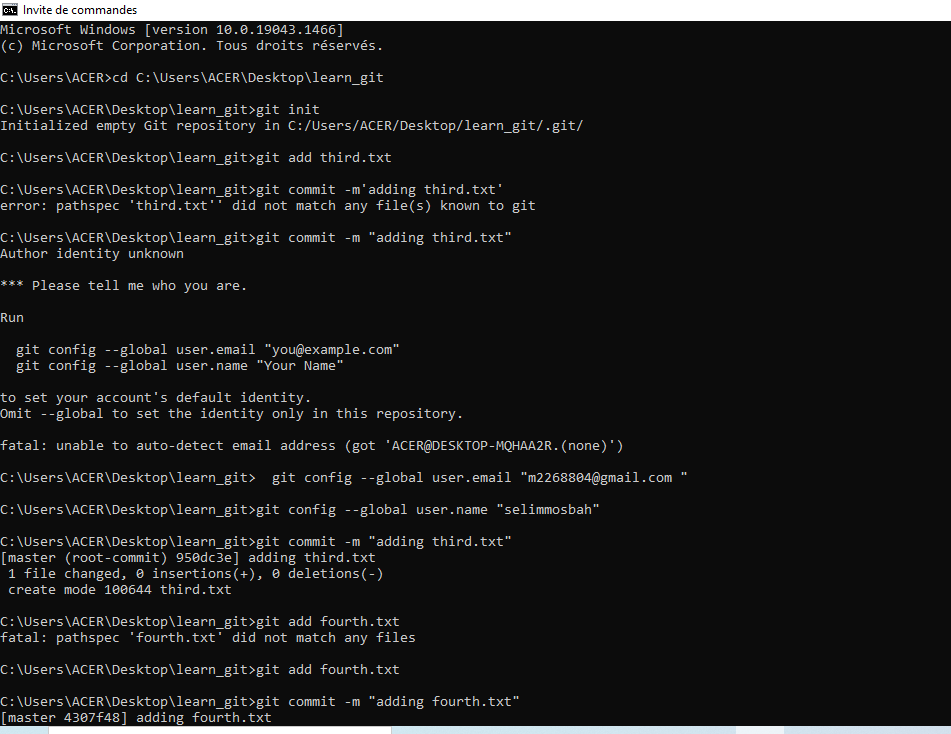 Invite de commandes
Microsoft Windows [version 10.0.19043.1466]
(c) Microsoft Corporation. Tous droits réservés.
C:\Users\ACER>cd C:\Users\ACER\Desktop\learn_git
C:\Users\ACER\Desktop\learn_git>git init
Initialized empty Git repository in C:/Users/ACER/Desktop/learn_git/.git/
C:\Users\ACER\Desktop\learn_git>git add third.txt
C:\Users\ACER\Desktop\learn_git>git commit -m'adding third.txt'
error: pathspec 'third.txt'' did not match any file(s) known to git
C:\Users\ACER\Desktop\learn_git>git commit -m "adding third.txt"
Author identity unknown
*** Please tell me who you are.
Run
  git config --global user.email "you@example.com"
  git config --global user.name "Your Name"
to set your account's default identity.
Omit --global to set the identity only in this repository.
fatal: unable to auto-detect email address (got 'ACER@DESKTOP-MQHAA2R.(none)')
C:\Users\ACER\Desktop\learn_git>  git config --global user.email "m2268804@gmail.com "
C:\Users\ACER\Desktop\learn_git>git config --global user.name "selimmosbah"
C:\Users\ACER\Desktop\learn_git>git commit -m "adding third.txt"
[master (root-commit) 950dc3e] adding third.txt
 1 file changed, 0 insertions(+), 0 deletions(-)
 create mode 100644 third.txt
C:\Users\ACER\Desktop\learn_git>git add fourth.txt
fatal: pathspec 'fourth.txt' did not match any files
C:\Users\ACER\Desktop\learn_git>git add fourth.txt
C:\Users\ACER\Desktop\learn_git>git commit -m "adding fourth.txt"
[master 4307f48] adding fourth.txt